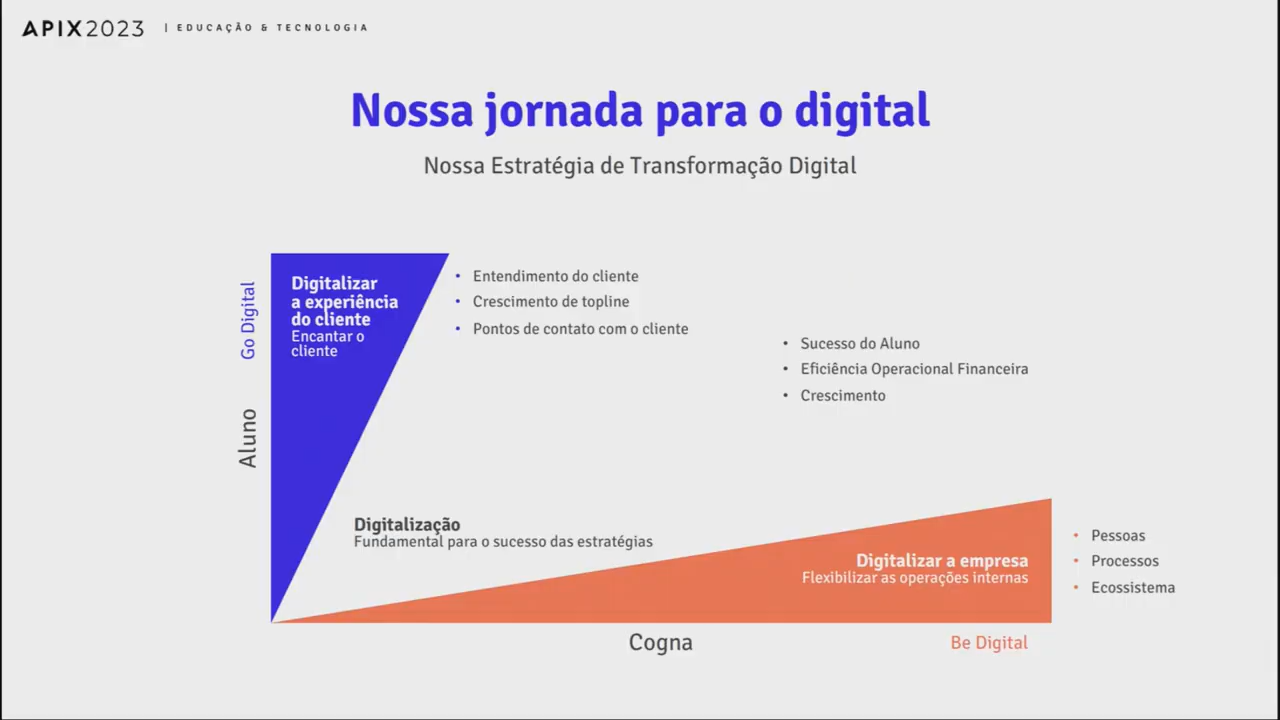 APIX2023 | EDUCAÇÃO & TECNOLOGIA
Nossa jornada para o digital
Nossa Estratégia de Transformação Digital
Go Digital
Aluno
Digitalizar
a experiência
do cliente
Encantar o
cliente
• Entendimento do cliente
• Crescimento de topline
• Pontos de contato com o cliente
• Sucesso do Aluno
• Eficiência Operacional Financeira
• Crescimento
Digitalização
Fundamental para o sucesso das estratégias
Digitalizar a empresa
Flexibilizar as operações internas
• Pessoas
• Processos
• Ecossistema
Cogna
Be Digital